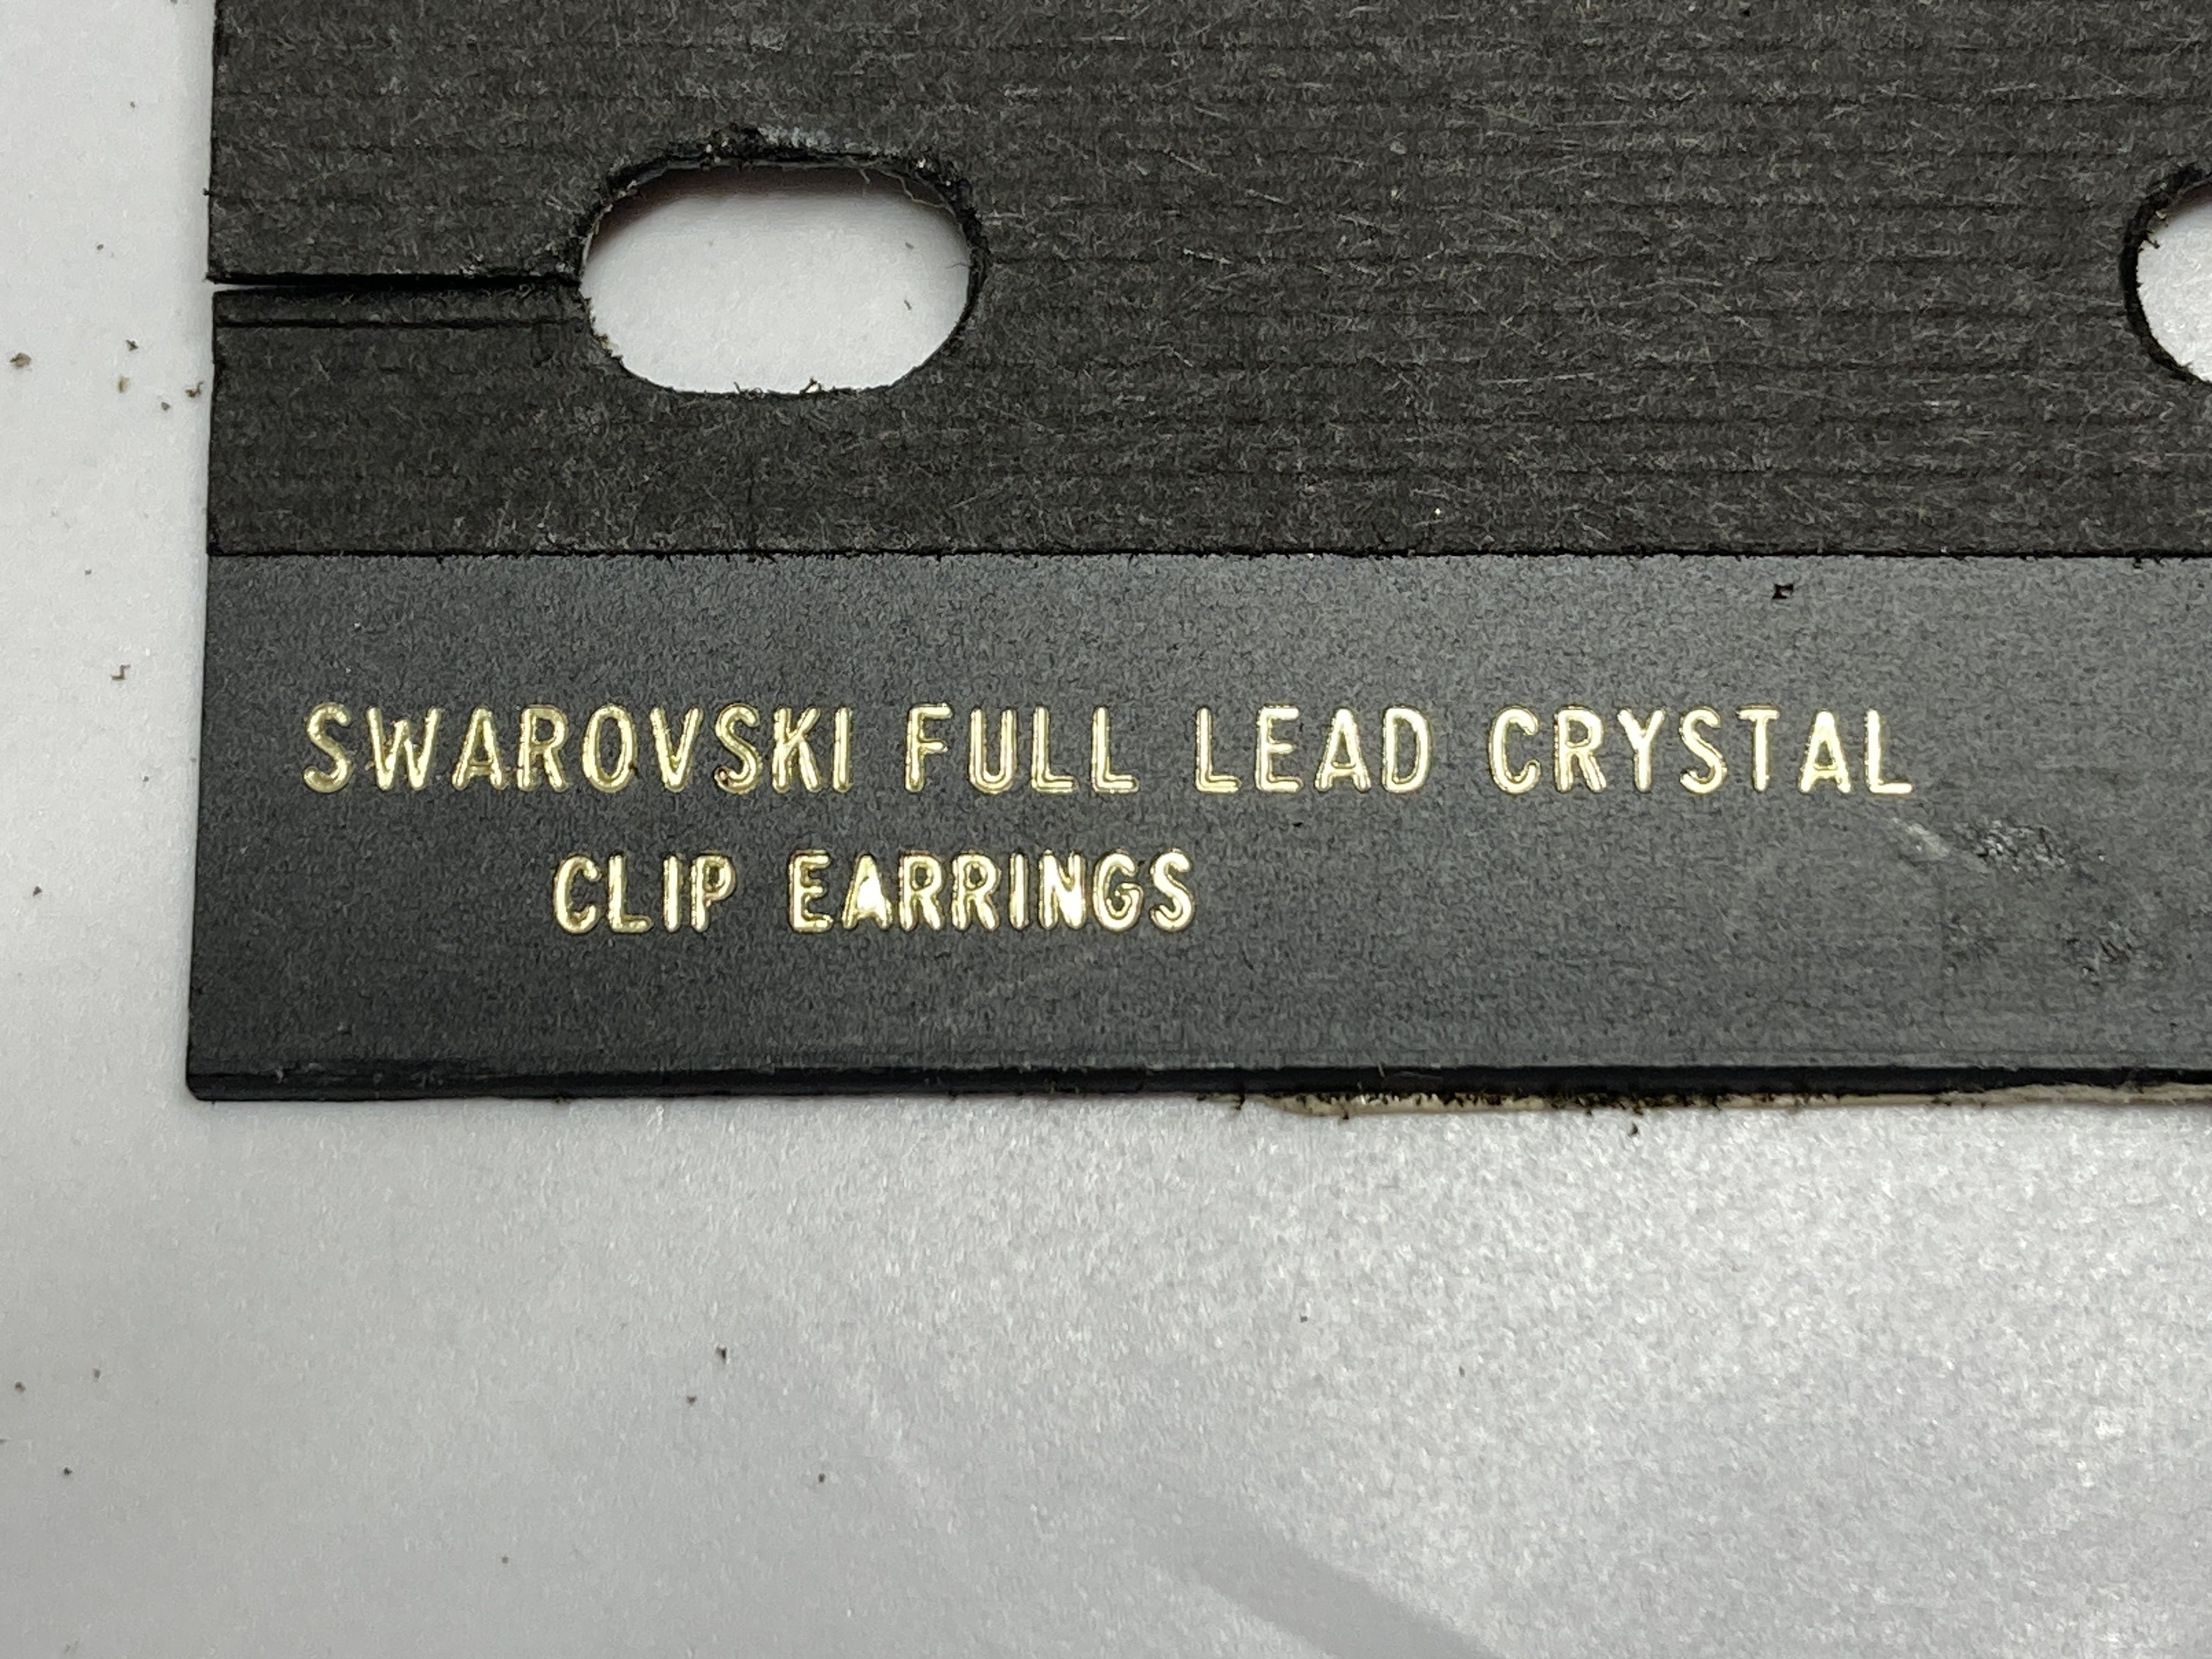 SWAROVSKI FULL LEAD CRYSTAL
CLIP EARRINGS